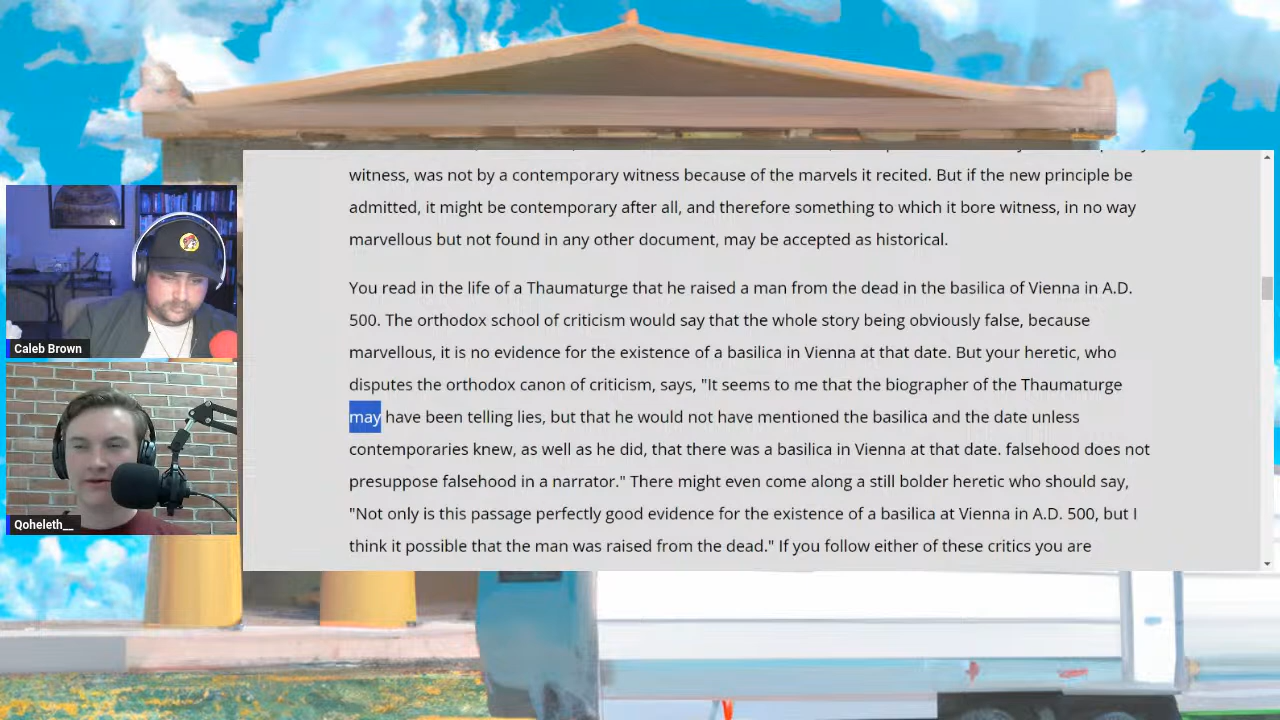 witness, was not by a contemporary witness because of the marvels it recited. But if the new principle be
admitted, it might be contemporary after all, and therefore something to which it bore witness, in no way
marvellous but not found in any other document, may be accepted as historical.
You read in the life of a Thaumaturge that he raised a man from the dead in the basilica of Vienna in A.D.
500. The orthodox school of criticism would say that the whole story being obviously false, because
marvellous, it is no evidence for the existence of a basilica in Vienna at that date. But your heretic, who
disputes the orthodox canon of criticism, says, "It seems to me that the biographer of the Thaumaturge
may have been telling lies, but that he would not have mentioned the basilica and the date unless
contemporaries knew, as well as he did, that there was a basilica in Vienna at that date. falsehood does not
presuppose falsehood in a narrator." There might even come along a still bolder heretic who should say,
"Not only is this passage perfectly good evidence for the existence of a basilica at Vienna in A.D. 500, but I
think it possible that the man was raised from the dead." If you follow either of these critics you are
Caleb Brown
Qoheleth__